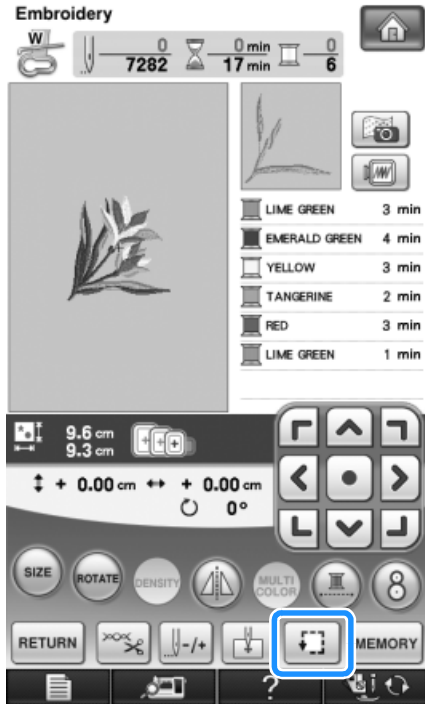 Embroidery
W
0
7282
0 min
17 min
0
6
LIME GREEN 3 min
EMERALD GREEN 4 min
YELLOW 3 min
TANGERINE 2 min
RED 3 min
LIME GREEN 1 min
9.6 cm
9.3 cm
+ 0.00 cm + 0.00 cm
0°
SIZE ROTATE DENSITY MULTI COLOR 8
RETURN -/+ MEMORY
?